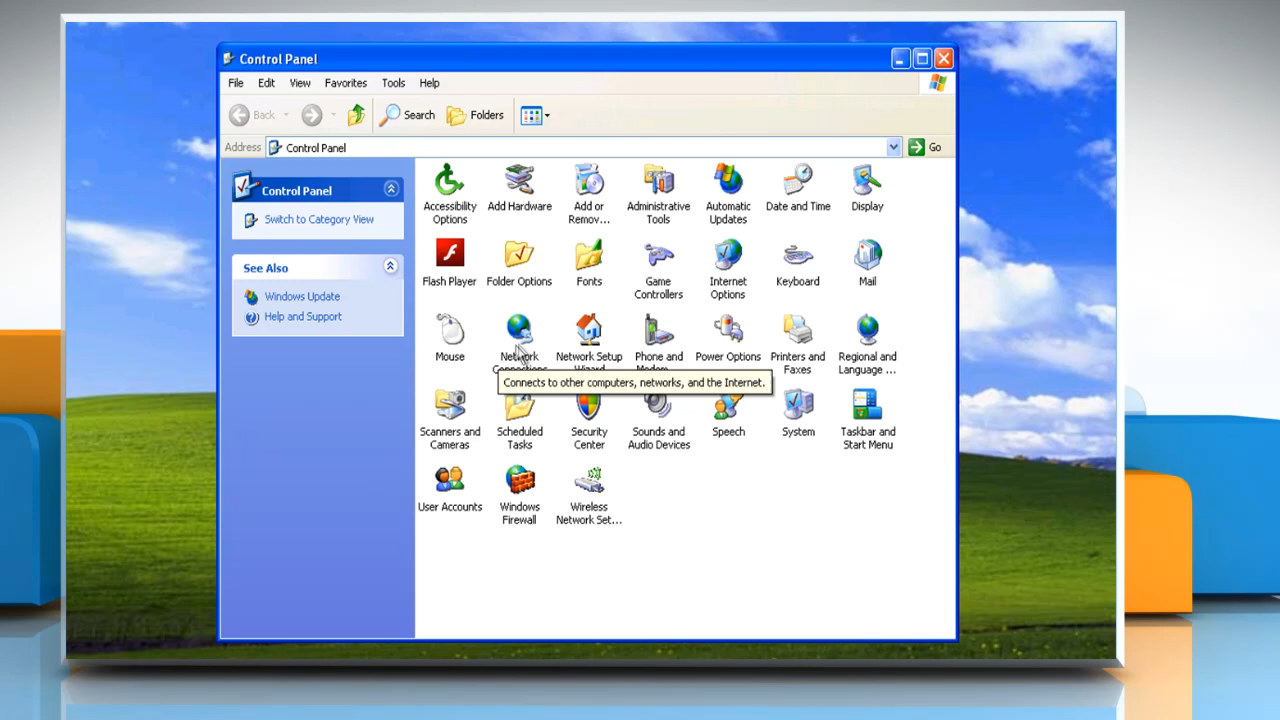 Control Panel
File Edit View Favorites Tools Help
Back Search Folders
Address Control Panel Go
Control Panel
Switch to Category View
See Also
Windows Update
Help and Support
Accessibility Options
Add Hardware
Add or Remov...
Administrative Tools
Automatic Updates
Date and Time
Display
Flash Player
Folder Options
Fonts
Game Controllers
Internet Options
Keyboard
Mail
Mouse
Network Connections
Network Setup Wizard
Phone and Modem
Power Options
Printers and Faxes
Regional and Language ...
Connects to other computers, networks, and the Internet.
Scanners and Cameras
Scheduled Tasks
Security Center
Sounds and Audio Devices
Speech
System
Taskbar and Start Menu
User Accounts
Windows Firewall
Wireless Network Set...